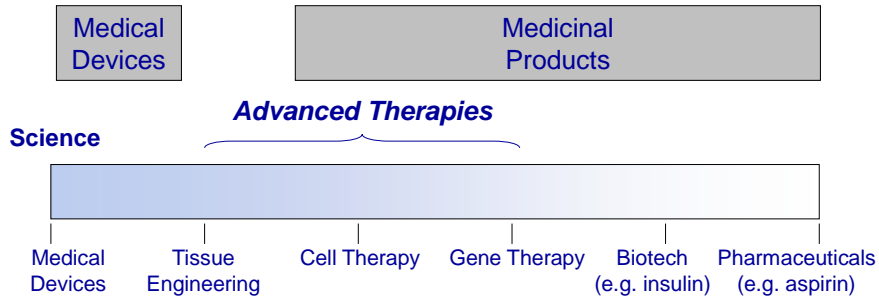 Medical
Devices
Medicinal
Products
Advanced Therapies
Science
Medical
Devices
Tissue
Engineering
Cell Therapy
Gene Therapy
Biotech
(e.g. insulin)
Pharmaceuticals
(e.g. aspirin)